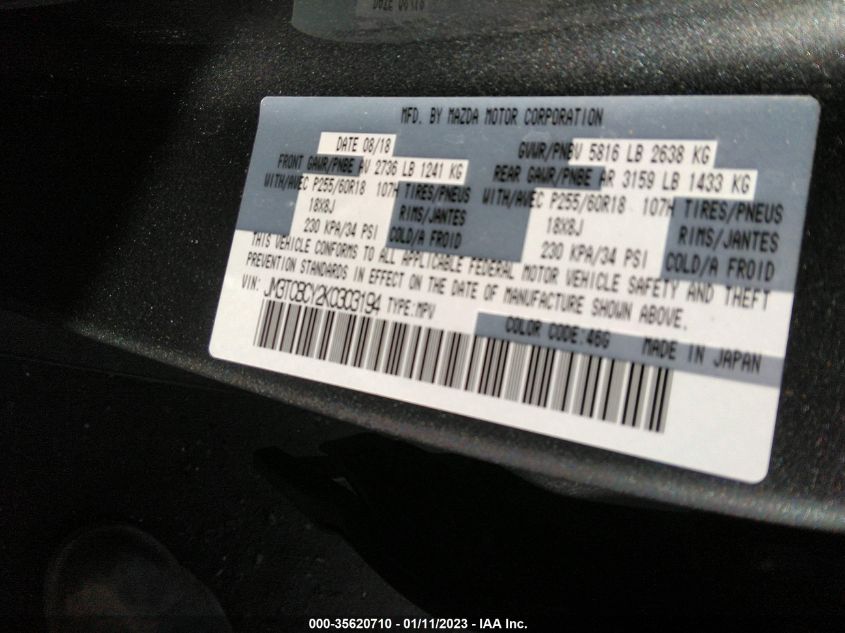 MFD. BY MAZDA MOTOR CORPORATION
DATE 08/18 GVWR/PNBV 5816 LB 2638 KG
FRONT GAWR/PNBE AV 2736 LB 1241 KG REAR GAWR/PNBE AR 3159 LB 1433 KG
WITH/AVEC P255/60R18 107H TIRES/PNEUS WITH/AVEC P255/60R18 107H TIRES/PNEUS
18X8J RIMS/JANTES 18X8J RIMS/JANTES
230 KPA/34 PSI COLD/A FROID 230 KPA/34 PSI COLD/A FROID
THIS VEHICLE CONFORMS TO ALL APPLICABLE FEDERAL MOTOR VEHICLE SAFETY AND THEFT
PREVENTION STANDARDS IN EFFECT ON THE DATE OF MANUFACTURE SHOWN ABOVE.
VIN: JM3TCBCY2K0303194 TYPE:MPV
COLOR CODE:46G MADE IN JAPAN
000-35620710 - 01/11/2023 - IAA Inc.